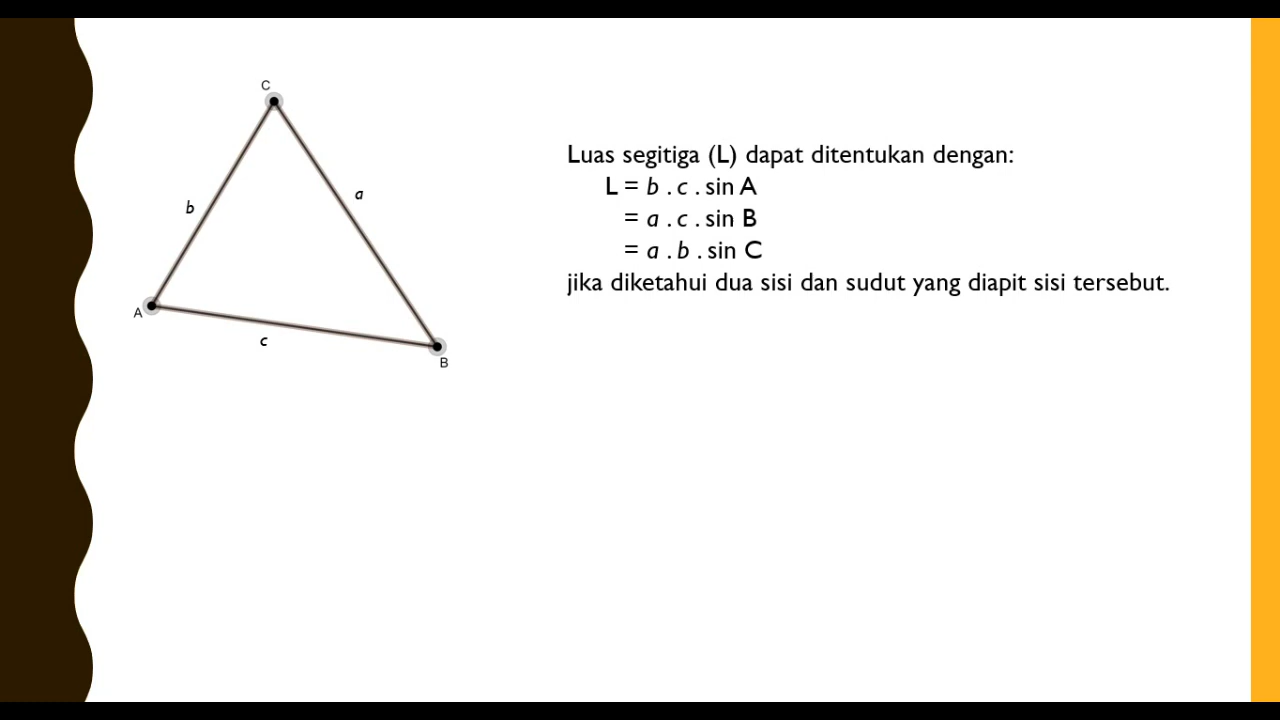 C
b
a
A
c
B
Luas segitiga (L) dapat ditentukan dengan:
L = b . c . sin A
= a . c . sin B
= a . b . sin C
jika diketahui dua sisi dan sudut yang diapit sisi tersebut.